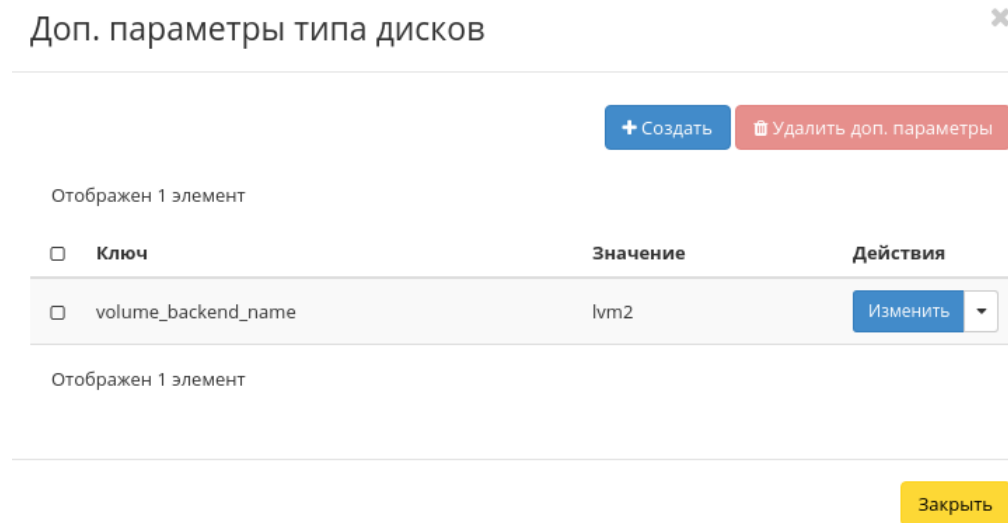 Доп. параметры типа дисков
Создать Удалить доп. параметры
Отображен 1 элемент
Ключ Значение Действия
volume_backend_name lvm2 Изменить
Отображен 1 элемент
Закрыть